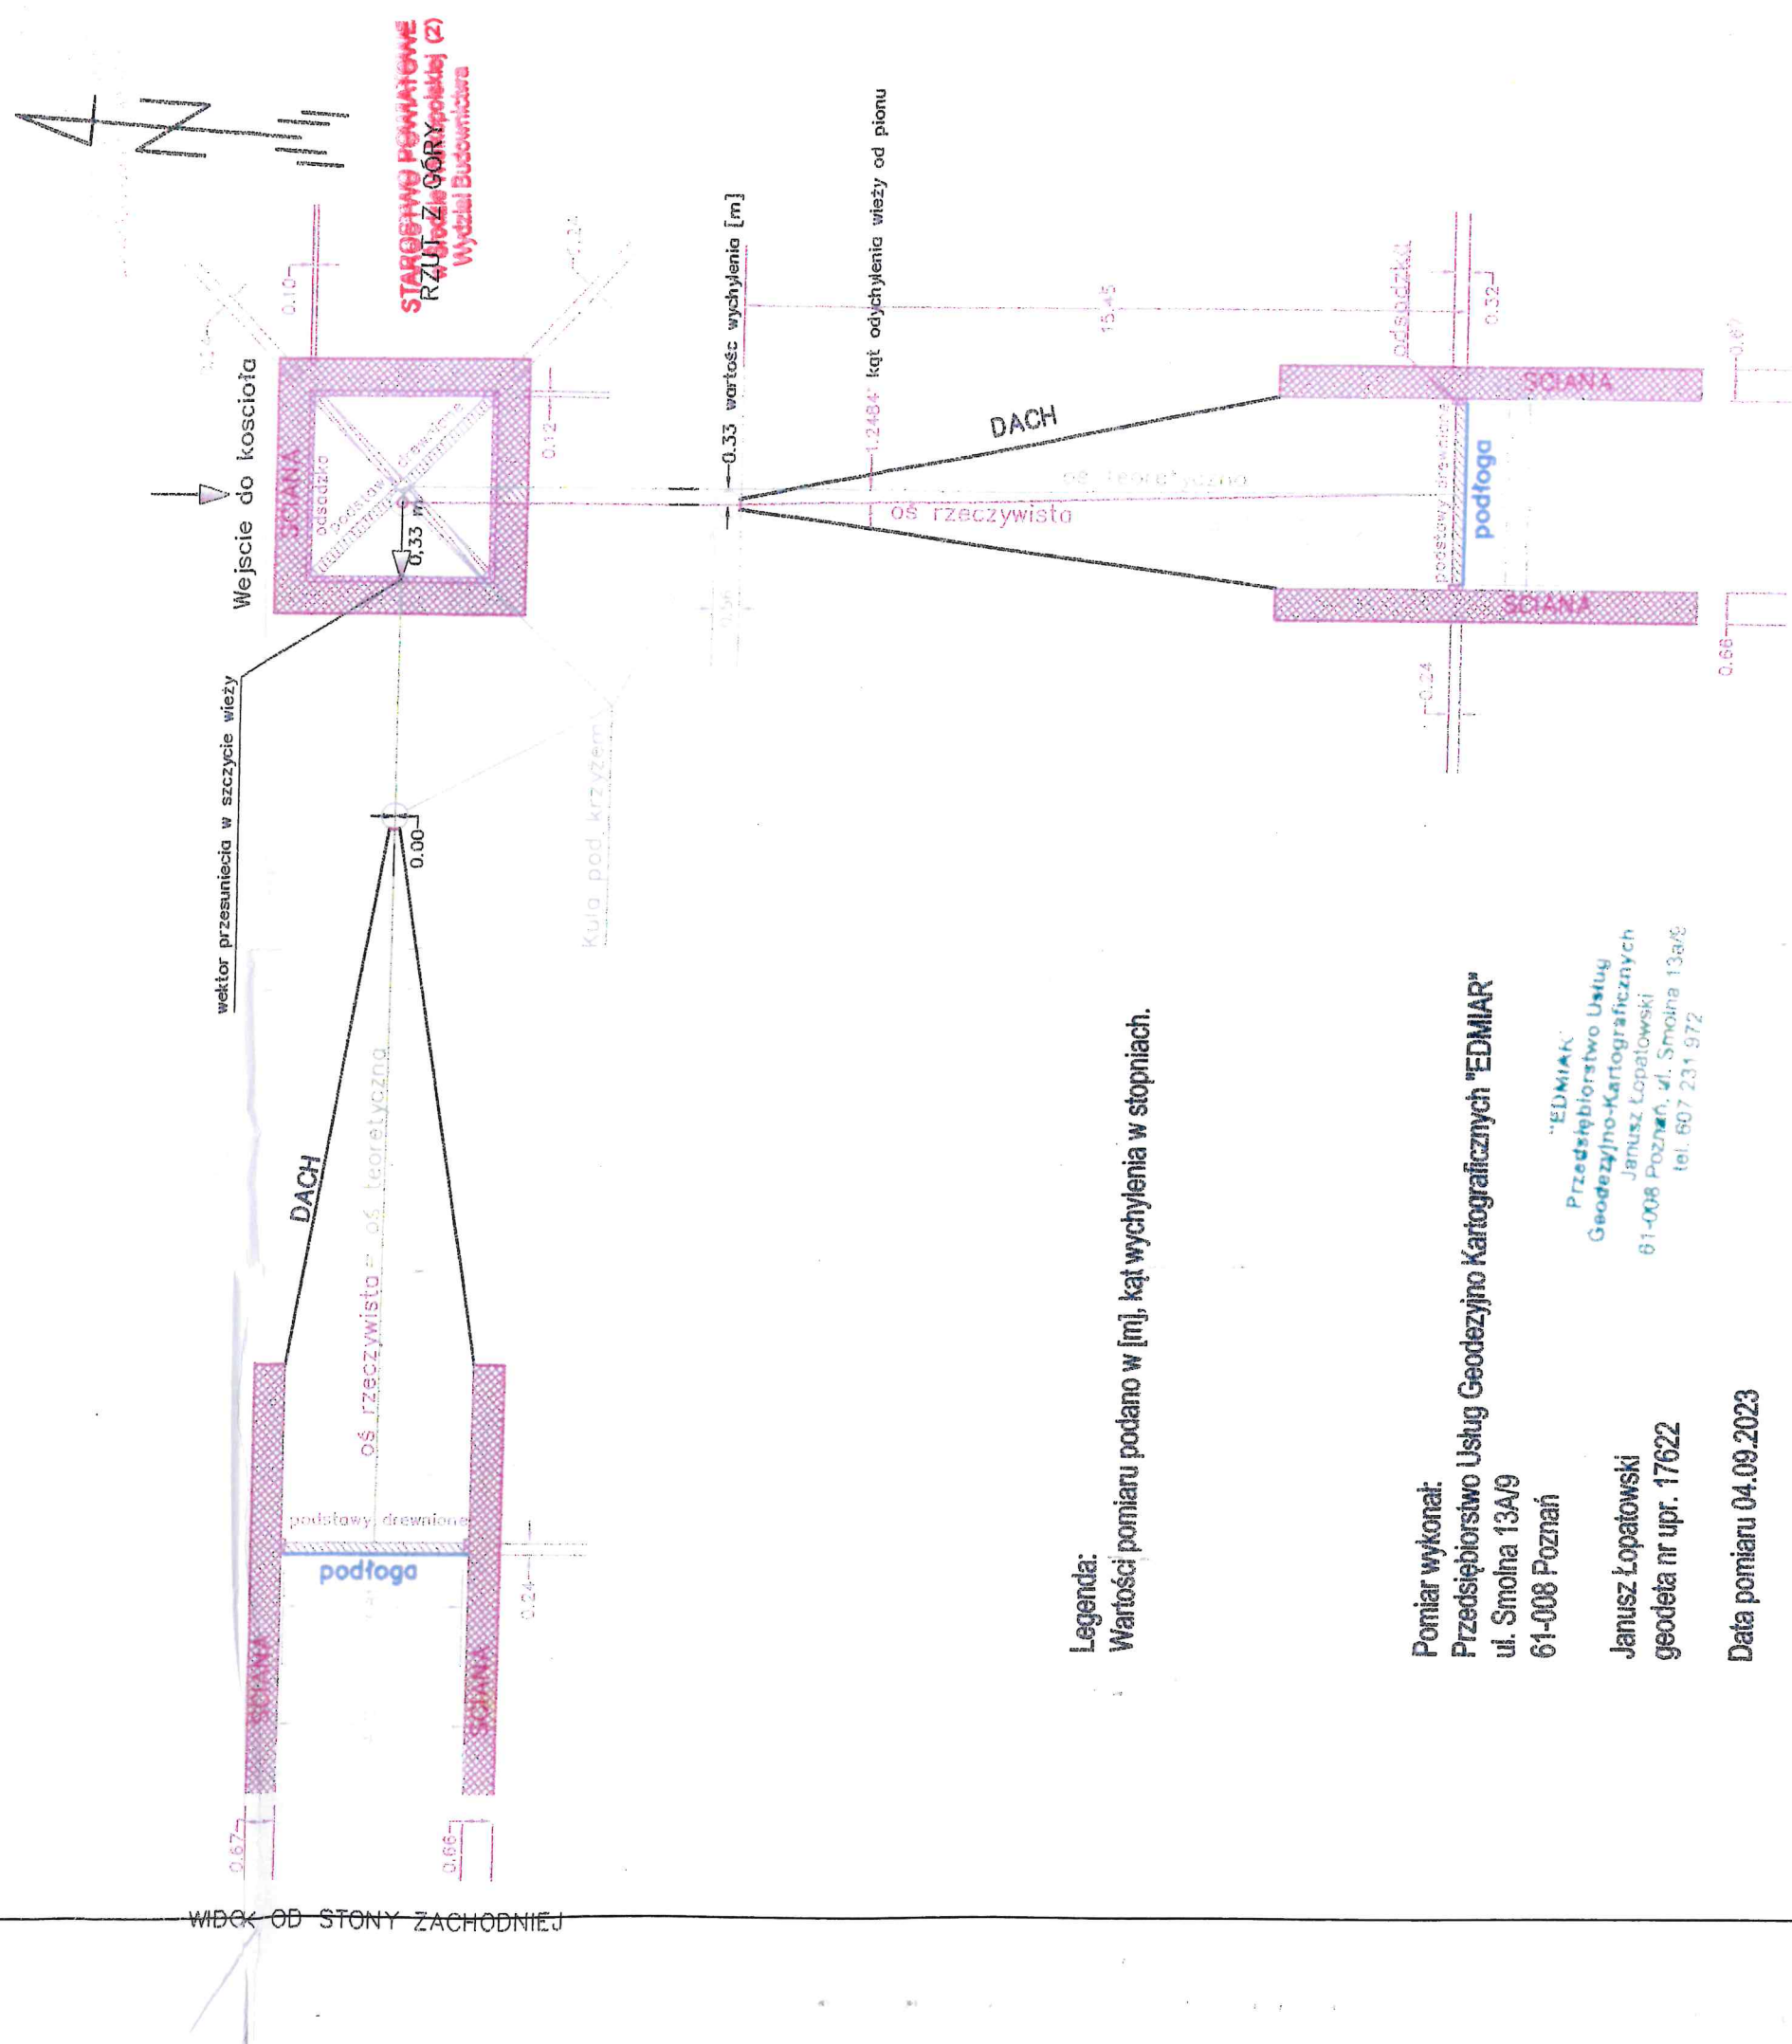 STAROSTWO POWIATOWE
Wydział Budownictwa
RZUT Z GÓRY
Wejscie do koscioła
0.10
0.12
SCIANA
odsadzka
0,33 m
wektor przesuniecia w szczycie wieży
0.33 wartośc wychylenia [m]
1.2484° kąt odychylenia wieży od pionu
15.45
DACH
oś teoretyczna
oś rzeczywista
odsadzka
0.32
SCIANA
podstawy drewniane
podłoga
SCIANA
0.67
0.66
0.24
0.56
0.00
Kula pod krzyżem
DACH
oś rzeczywista = oś teoretyczna
podstawy drewniane
podłoga
0.24
SCIANA
SCIANA
0.67
0.66
WIDOK OD STONY ZACHODNIEJ
Legenda:
Wartości pomiaru podano w [m], kąt wychylenia w stopniach.
Pomiar wykonał:
Przedsiębiorstwo Usług Geodezyjno Kartograficznych "EDMIAR"
ul. Smolna 13A/9
61-008 Poznań
Janusz Łopatowski
geodeta nr upr. 17622
Data pomiaru 04.09.2023
"EDMIAR"
Przedsiębiorstwo Usług
Geodezyjno-Kartograficznych
Janusz Łopatowski
61-008 Poznań, ul. Smolna 13a/9
tel. 607 231 972